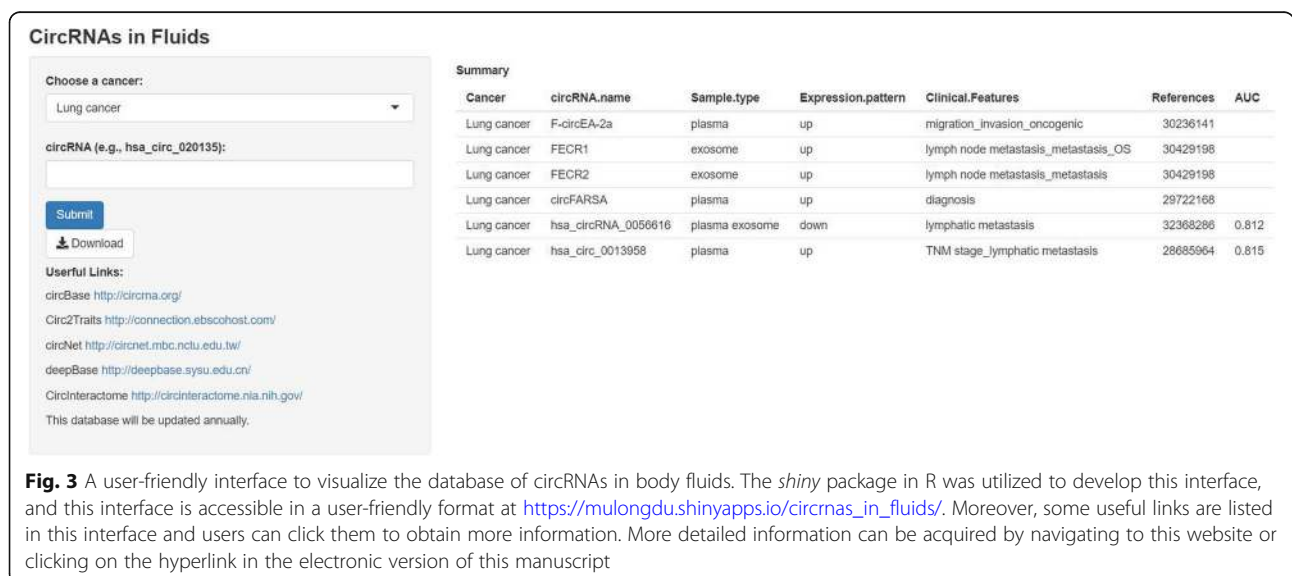 CircRNAs in Fluids
Choose a cancer:
Lung cancer
circRNA (e.g., hsa_circ_020135):
Submit
Download
Userful Links:
circBase http://circrna.org/
Circ2Traits http://connection.ebscohost.com/
circNet http://circnet.mbc.nctu.edu.tw/
deepBase http://deepbase.sysu.edu.cn/
CircInteractome http://circinteractome.nia.nih.gov/
This database will be updated annually.
Summary
Cancer circRNA.name Sample.type Expression.pattern Clinical.Features References AUC
Lung cancer F-circEA-2a plasma up migration_invasion_oncogenic 30236141
Lung cancer FECR1 exosome up lymph node metastasis_metastasis_OS 30429198
Lung cancer FECR2 exosome up lymph node metastasis_metastasis 30429198
Lung cancer circFARSA plasma up diagnosis 29722168
Lung cancer hsa_circRNA_0056616 plasma exosome down lymphatic metastasis 32368286 0.812
Lung cancer hsa_circ_0013958 plasma up TNM stage_lymphatic metastasis 28685964 0.815
Fig. 3 A user-friendly interface to visualize the database of circRNAs in body fluids. The shiny package in R was utilized to develop this interface,
and this interface is accessible in a user-friendly format at https://mulongdu.shinyapps.io/circrnas_in_fluids/. Moreover, some useful links are listed
in this interface and users can click them to obtain more information. More detailed information can be acquired by navigating to this website or
clicking on the hyperlink in the electronic version of this manuscript